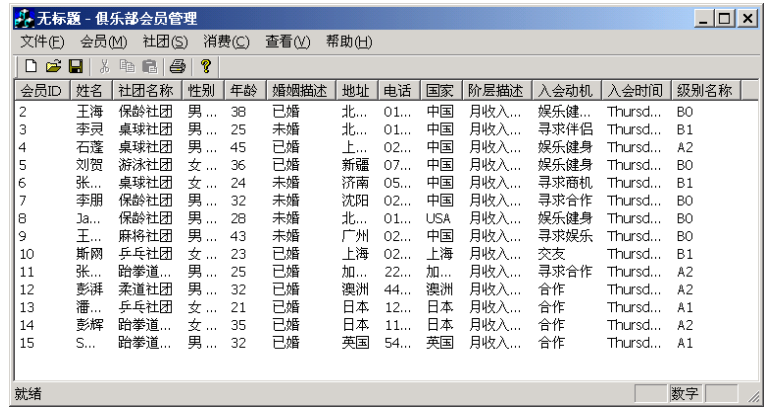 无标题 - 俱乐部会员管理
文件(F) 会员(M) 社团(S) 消费(C) 查看(V) 帮助(H)
会员ID 姓名 社团名称 性别 年龄 婚姻描述 地址 电话 国家 阶层描述 入会动机 入会时间 级别名称
2 王海 保龄社团 男 ... 38 已婚 北... 01... 中国 月收入... 娱乐健... Thursd... B0
3 李灵 桌球社团 男 ... 25 未婚 北... 01... 中国 月收入... 寻求伴侣 Thursd... B1
4 石蓬 桌球社团 男 ... 45 已婚 上... 02... 中国 月收入... 娱乐健身 Thursd... A2
5 刘贺 游泳社团 女 ... 36 已婚 新疆 07... 中国 月收入... 娱乐健身 Thursd... B0
6 张... 桌球社团 女 ... 24 未婚 济南 05... 中国 月收入... 寻求商机 Thursd... B1
7 李朋 保龄社团 男 ... 32 未婚 沈阳 02... 中国 月收入... 寻求合作 Thursd... B0
8 Ja... 保龄社团 男 ... 28 未婚 北... 01... USA 月收入... 娱乐健身 Thursd... B0
9 王... 麻将社团 男 ... 43 未婚 广州 02... 中国 月收入... 寻求娱乐 Thursd... B0
10 斯网 乒乓社团 女 ... 23 已婚 上海 02... 上海 月收入... 交友 Thursd... B1
11 张... 跆拳道... 男 ... 25 已婚 加... 22... 加... 月收入... 寻求合作 Thursd... A2
12 彭湃 柔道社团 男 ... 32 已婚 澳洲 44... 澳洲 月收入... 合作 Thursd... A2
13 潘... 乒乓社团 女 ... 21 已婚 日本 12... 日本 月收入... 合作 Thursd... A1
14 彭辉 跆拳道... 女 ... 35 已婚 日本 11... 日本 月收入... 合作 Thursd... A2
15 S... 跆拳道... 男 ... 32 已婚 英国 54... 英国 月收入... 合作 Thursd... A1
就绪 数字